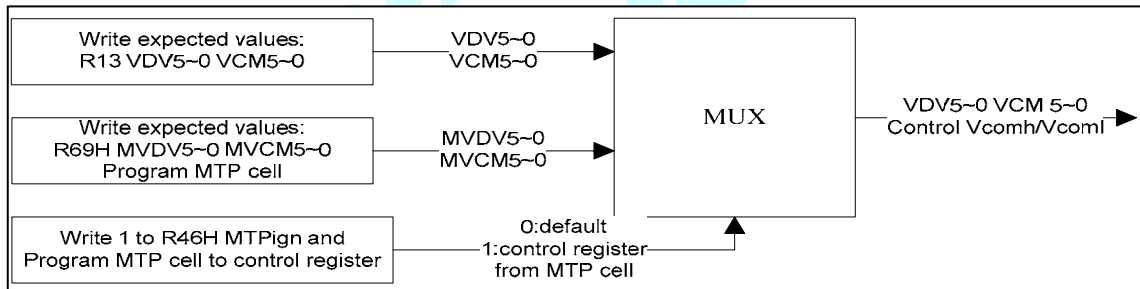 Write expected values:
R13 VDV5~0 VCM5~0
VDV5~0
VCM5~0
Write expected values:
R69H MVDV5~0 MVCM5~0
Program MTP cell
MVDV5~0
MVCM5~0
Write 1 to R46H MTPign and
Program MTP cell to control register
0:default
1:control register
from MTP cell
MUX
VDV5~0 VCM 5~0
Control Vcomh/Vcoml